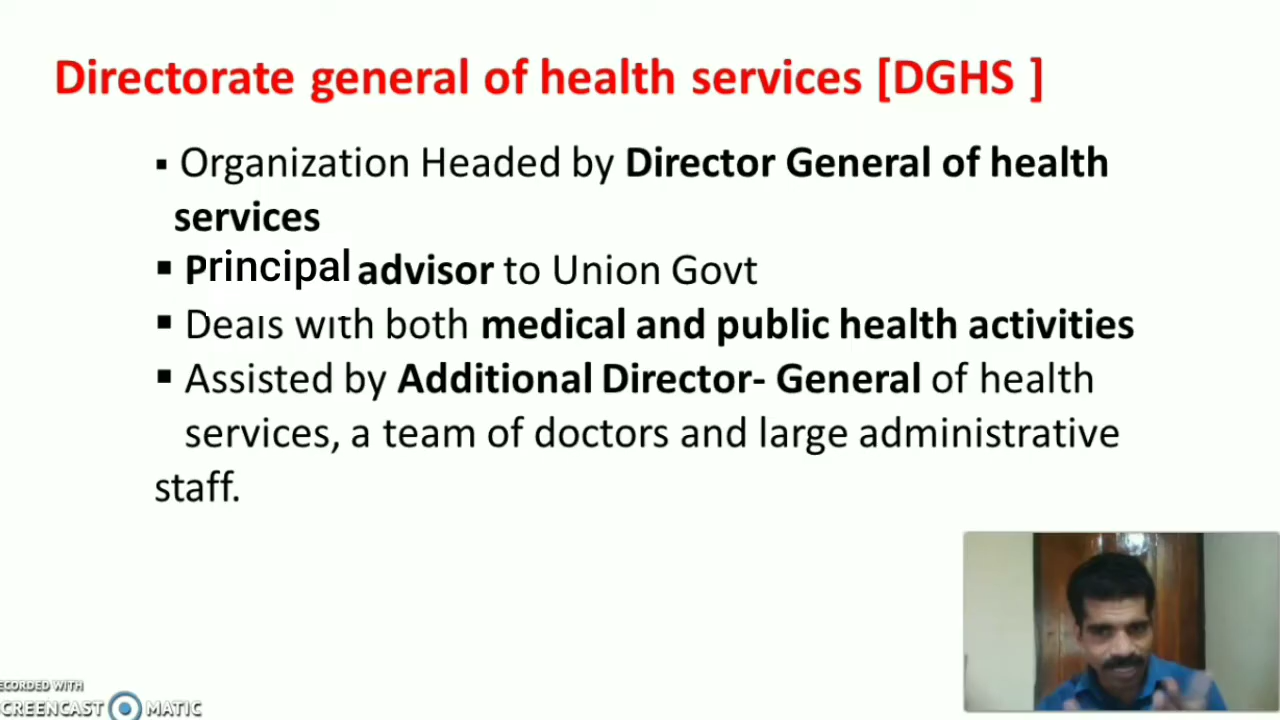 Directorate general of health services [DGHS ]
▪ Organization Headed by Director General of health
services
▪ Principal advisor to Union Govt
▪ Deals with both medical and public health activities
▪ Assisted by Additional Director- General of health
services, a team of doctors and large administrative
staff.
ECORDED WITH
CREENCAST MATIC